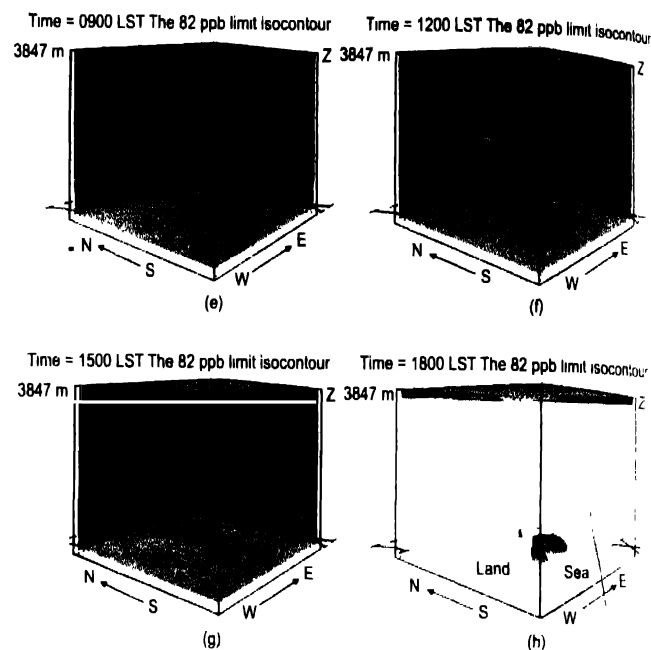 Time = 0900 LST The 82 ppb limit isocontour
3847 m
Z
N
S
W
E
(e)
Time = 1200 LST The 82 ppb limit isocontour
3847 m
Z
N
S
W
E
(f)
Time = 1500 LST The 82 ppb limit isocontour
3847 m
Z
N
S
W
E
(g)
Time = 1800 LST The 82 ppb limit isocontour
3847 m
Z
Land
Sea
N
S
W
E
(h)